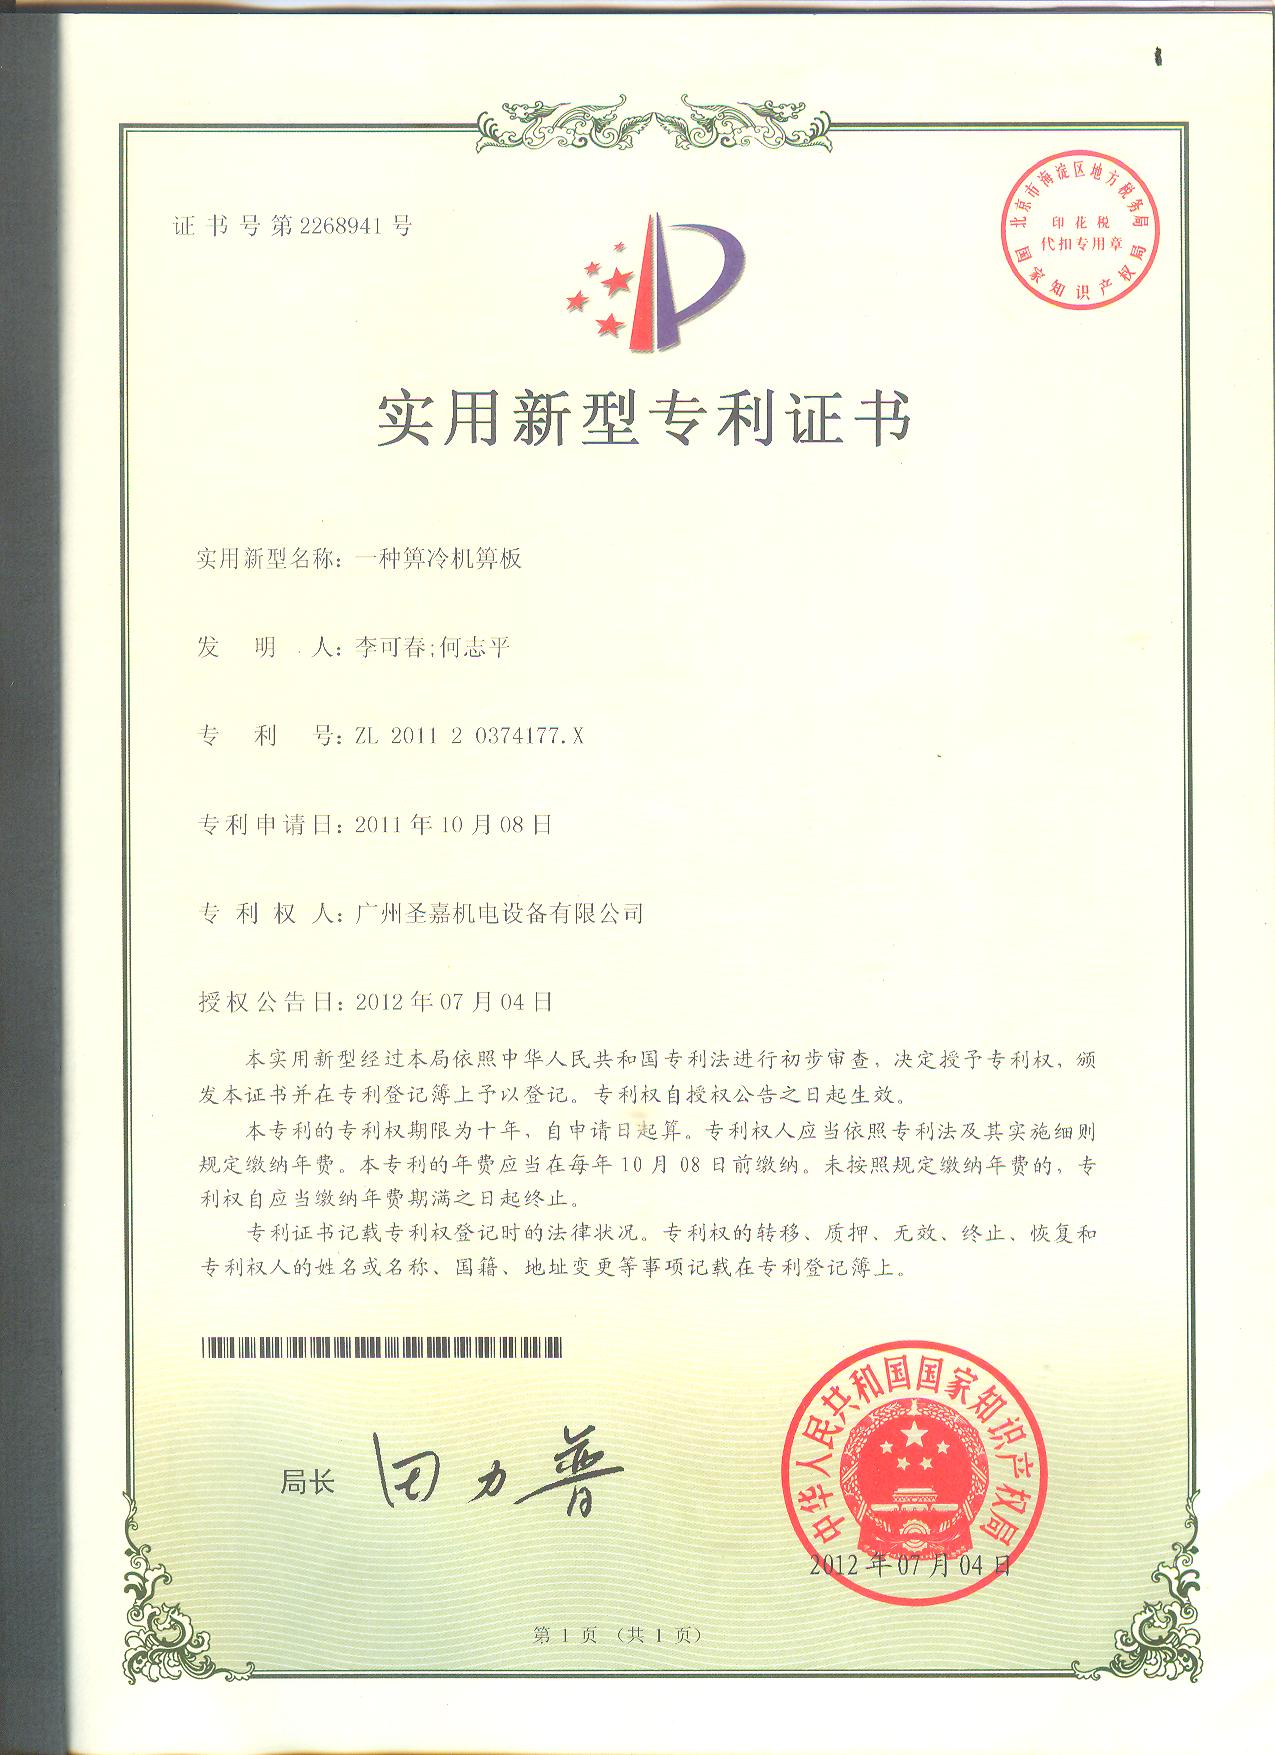 证书号第2268941号
北京市海淀区地方税务局
印花税
代扣专用章
国家知识产权局
实用新型专利证书
实用新型名称：一种箅冷机箅板
发明人：李可春;何志平
专利号：ZL 2011 2 0374177.X
专利申请日：2011年10月08日
专利权人：广州圣嘉机电设备有限公司
授权公告日：2012年07月04日
本实用新型经过本局依照中华人民共和国专利法进行初步审查，决定授予专利权，颁
发本证书并在专利登记簿上予以登记。专利权自授权公告之日起生效。
本专利的专利权期限为十年，自申请日起算。专利权人应当依照专利法及其实施细则
规定缴纳年费。本专利的年费应当在每年10月08日前缴纳。未按照规定缴纳年费的，专
利权自应当缴纳年费期满之日起终止。
专利证书记载专利权登记时的法律状况。专利权的转移、质押、无效、终止、恢复和
专利权人的姓名或名称、国籍、地址变更等事项记载在专利登记簿上。
局长 田力普
中华人民共和国国家知识产权局
2012年07月04日
第1页（共1页）